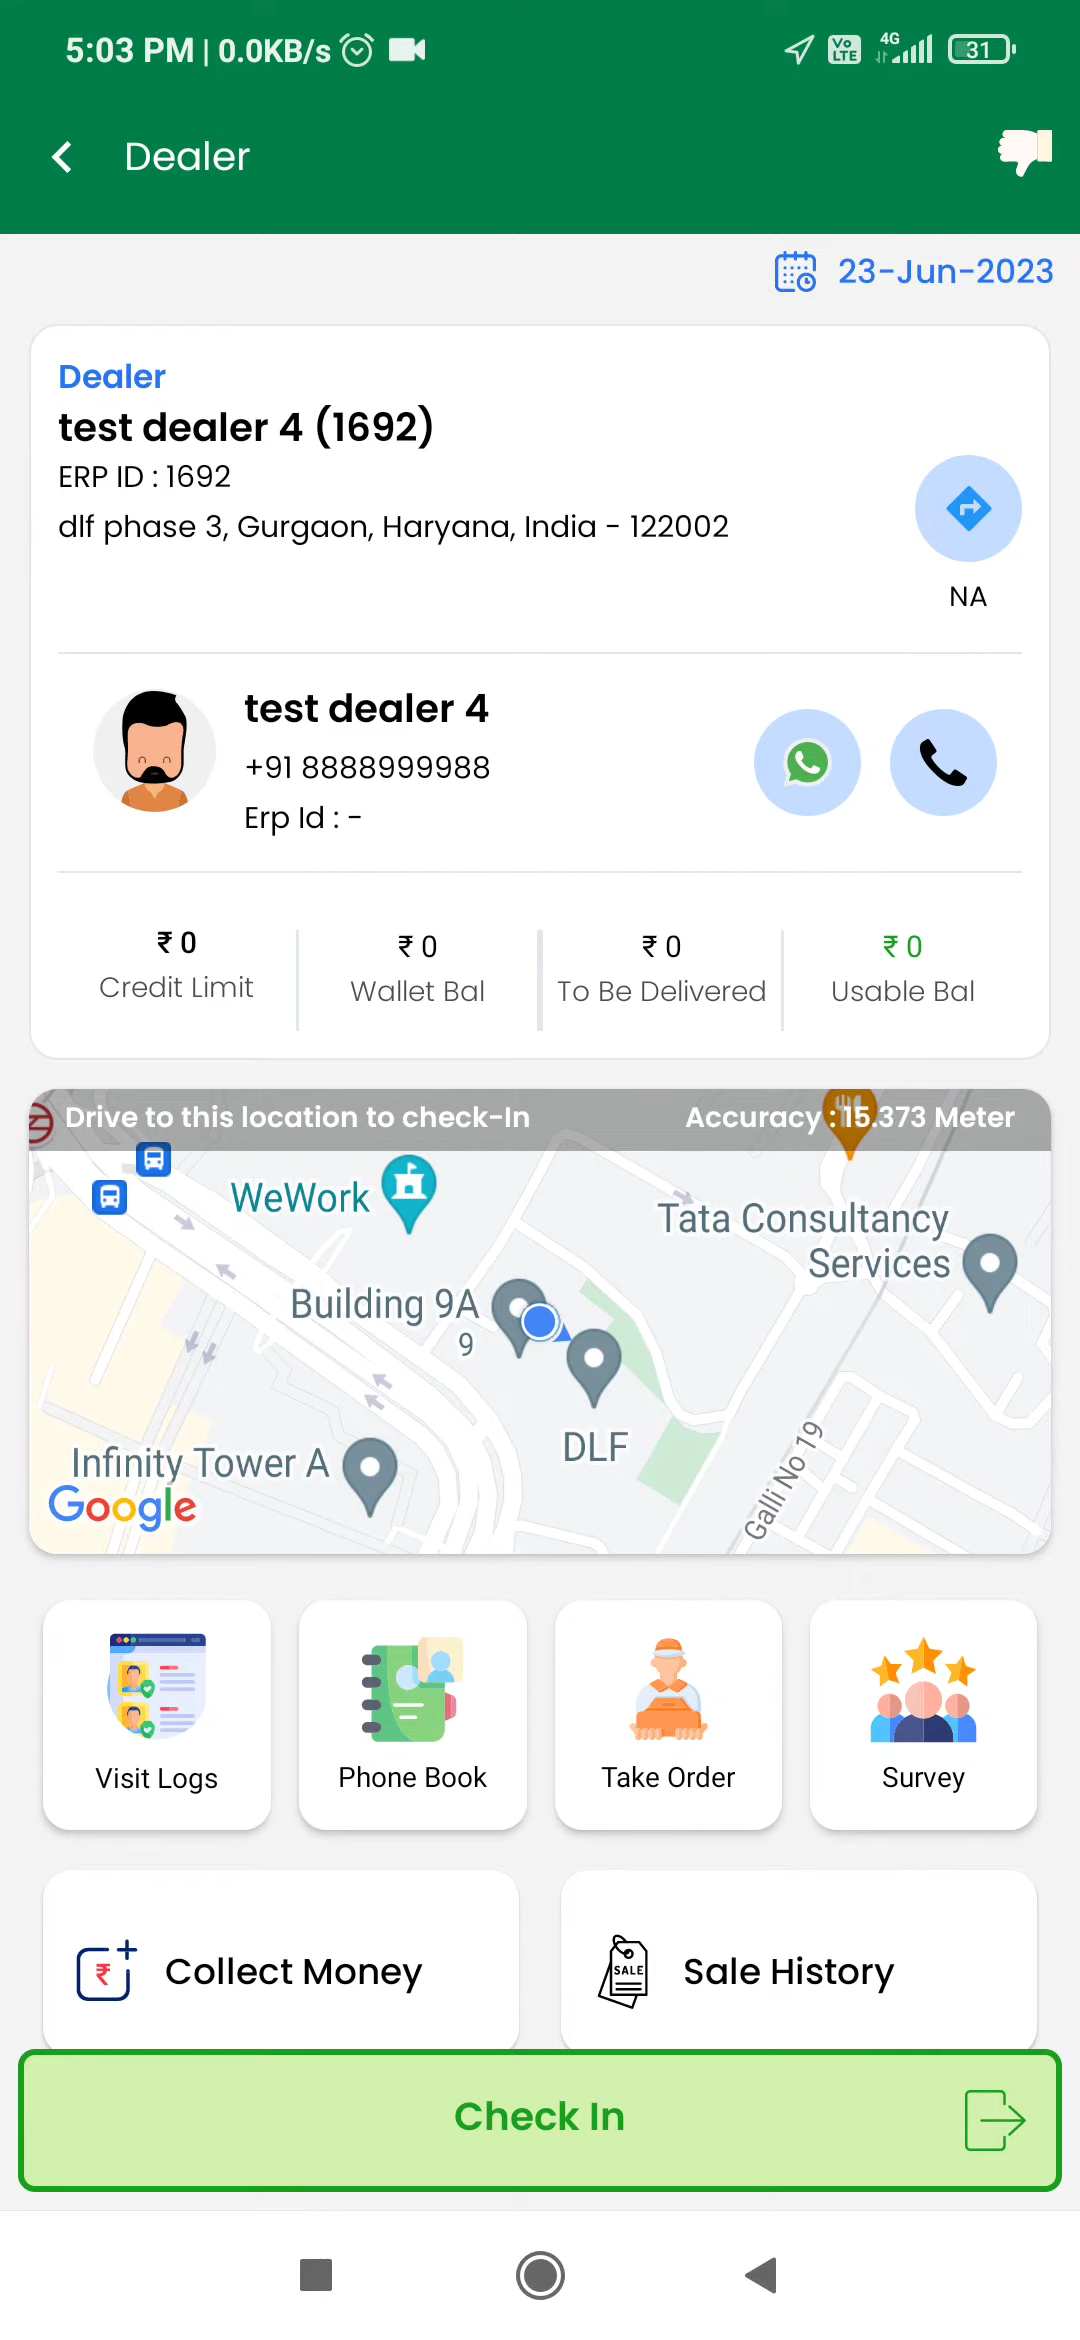 5:03 PM | 0.0KB/s
Vo LTE
4G
31
Dealer
23-Jun-2023
Dealer
test dealer 4 (1692)
ERP ID : 1692
dlf phase 3, Gurgaon, Haryana, India - 122002
NA
test dealer 4
+91 8888999988
Erp Id : -
₹ 0
Credit Limit
₹ 0
Wallet Bal
₹ 0
To Be Delivered
₹ 0
Usable Bal
Drive to this location to check-In
Accuracy : 15.373 Meter
WeWork
Tata Consultancy
Services
Building 9A
9
DLF
Infinity Tower A
Galli No 19
Google
Visit Logs
Phone Book
Take Order
Survey
₹
Collect Money
SALE
Sale History
Check In